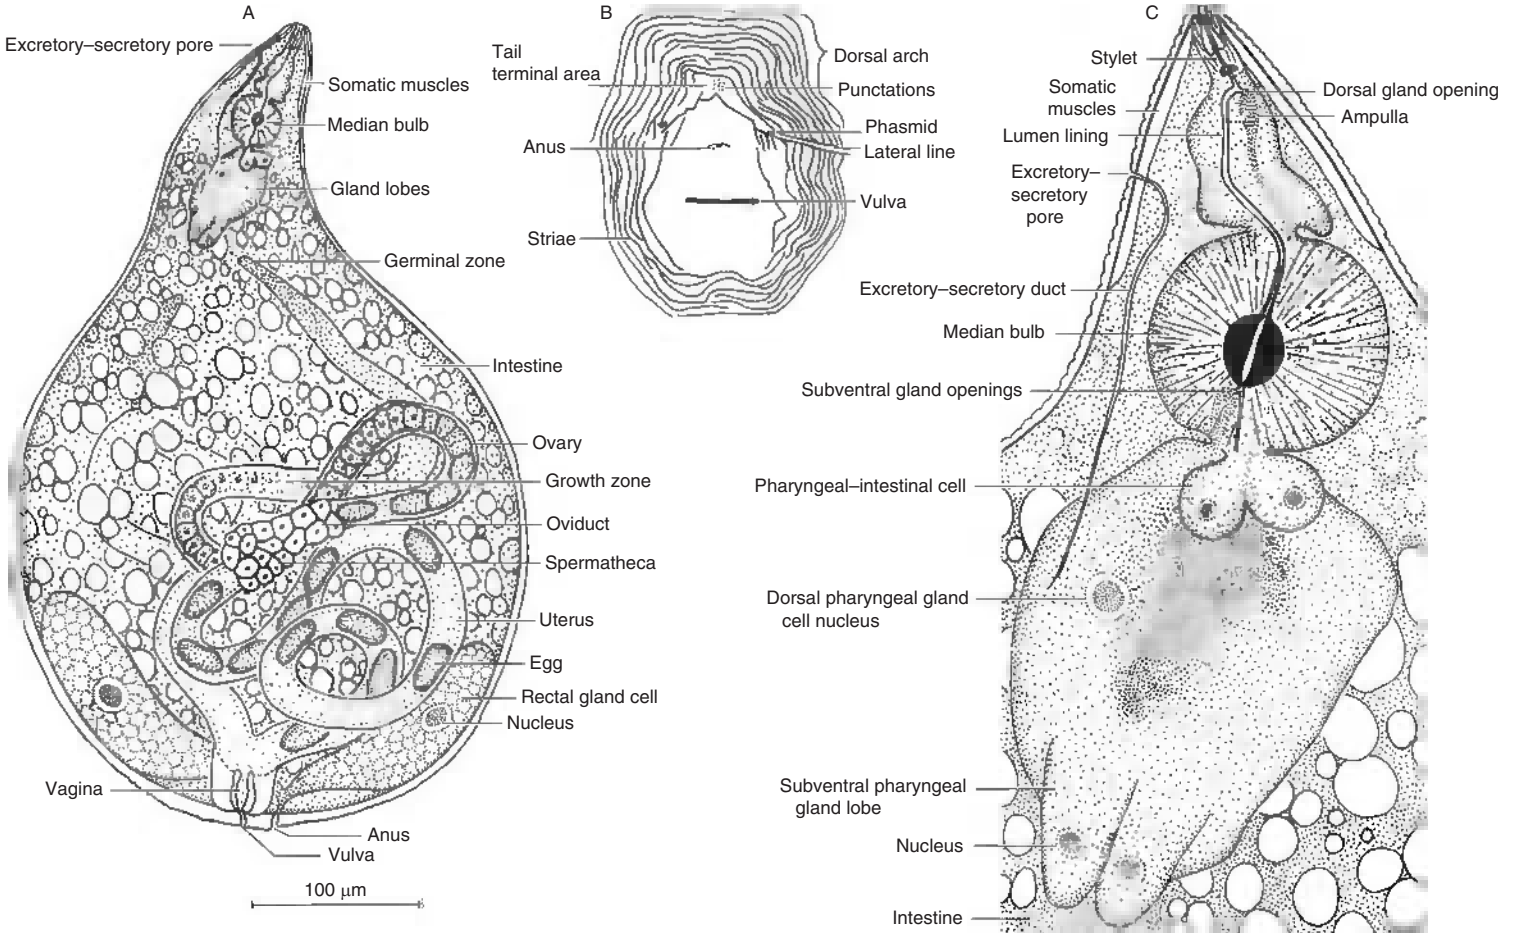 A
Excretory–secretory pore
Somatic muscles
Median bulb
Gland lobes
Germinal zone
Intestine
Ovary
Growth zone
Oviduct
Spermatheca
Uterus
Egg
Rectal gland cell
Nucleus
Vagina
Anus
Vulva
100 µm
B
Tail
terminal area
Dorsal arch
Punctations
Phasmid
Anus
Lateral line
Vulva
Striae
C
Stylet
Somatic
muscles
Dorsal gland opening
Ampulla
Lumen lining
Excretory–
secretory
pore
Excretory–secretory duct
Median bulb
Subventral gland openings
Pharyngeal–intestinal cell
Dorsal pharyngeal gland
cell nucleus
Subventral pharyngeal
gland lobe
Nucleus
Intestine